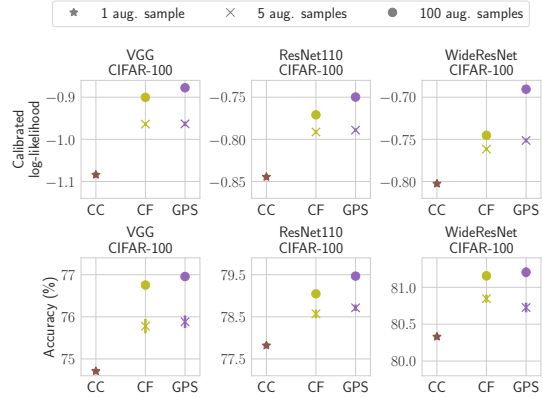 1 aug. sample 5 aug. samples 100 aug. samples
VGG CIFAR-100
ResNet110 CIFAR-100
WideResNet CIFAR-100
Calibrated log-likelihood
−0.9
−1.0
−1.1
CC CF GPS
−0.75
−0.80
−0.85
CC CF GPS
−0.70
−0.75
−0.80
CC CF GPS
VGG CIFAR-100
ResNet110 CIFAR-100
WideResNet CIFAR-100
Accuracy (%)
77
76
75
CC CF GPS
79.5
78.5
77.5
CC CF GPS
81.0
80.5
80.0
CC CF GPS